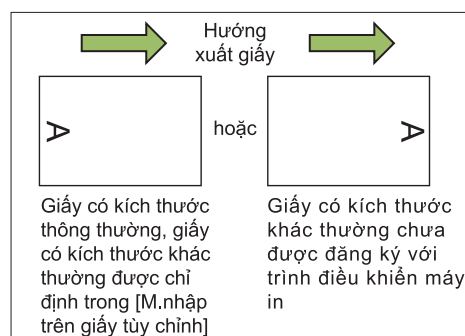 Hướng
xuất giấy
A
hoặc
A
Giấy có kích thước
thông thường, giấy
có kích thước khác
thường được chỉ
định trong [M.nhập
trên giấy tùy chỉnh]
Giấy có kích thước
khác thường chưa
được đăng ký với
trình điều khiển máy
in